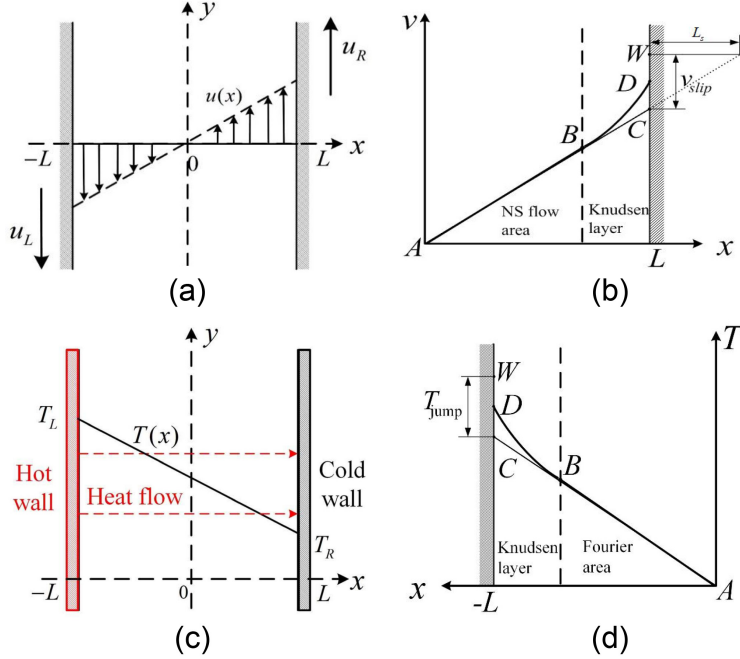 y
u_R
u(x)
-L
0
L
x
u_L
(a)
v
L_s
W
D
v_slip
C
B
NS flow
area
Knudsen
layer
A
L
x
(b)
y
T_L
T(x)
Hot
wall
Heat flow
Cold
wall
T_R
-L
0
L
x
(c)
T
W
T_jump
D
C
B
Knudsen
layer
Fourier
area
x
-L
A
(d)